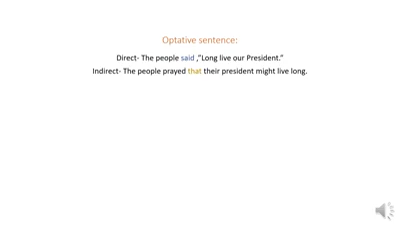 Optative sentence:
Direct- The people said ,“Long live our President.”
Indirect- The people prayed that their president might live long.